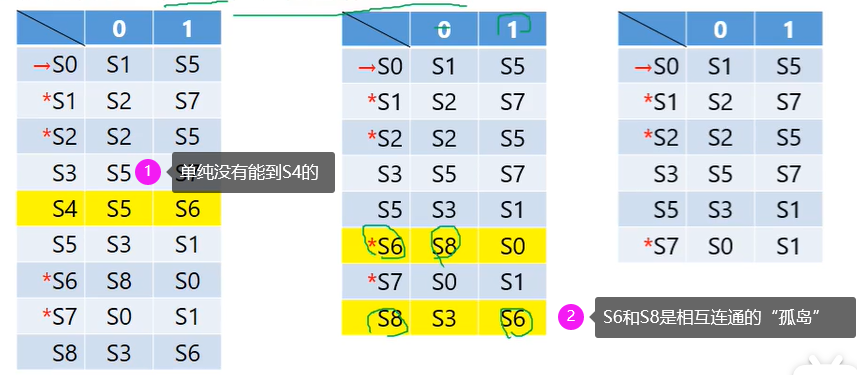 0 1
→S0 S1 S5
*S1 S2 S7
*S2 S2 S5
S3 S5 S7
S4 S5 S6
S5 S3 S1
*S6 S8 S0
*S7 S0 S1
S8 S3 S6
1 单纯没有能到S4的
0 1
→S0 S1 S5
*S1 S2 S7
*S2 S2 S5
S3 S5 S7
S5 S3 S1
*S6 S8 S0
*S7 S0 S1
S8 S3 S6
2 S6和S8是相互连通的“孤岛”
0 1
→S0 S1 S5
*S1 S2 S7
*S2 S2 S5
S3 S5 S7
S5 S3 S1
*S7 S0 S1